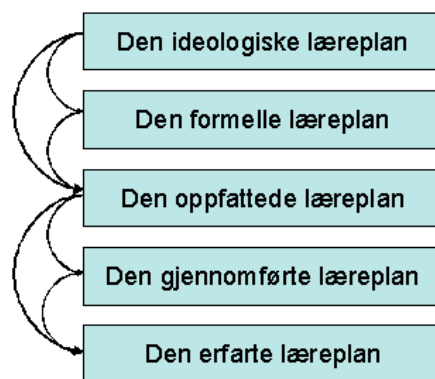 Den ideologiske læreplan
Den formelle læreplan
Den oppfattede læreplan
Den gjennomførte læreplan
Den erfarte læreplan